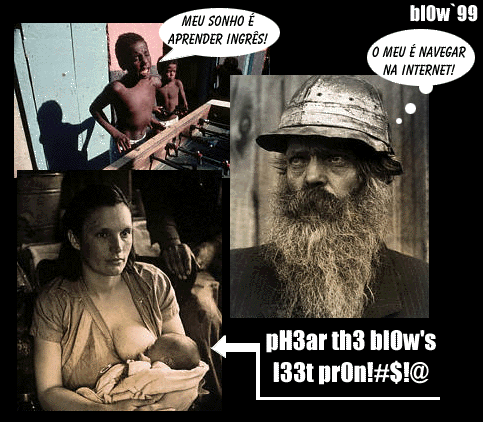 bl0w`99
MEU SONHO É
APRENDER INGRÊS!
O MEU É NAVEGAR
NA INTERNET!
pH3ar th3 bl0w's
l33t pr0n!#$!@